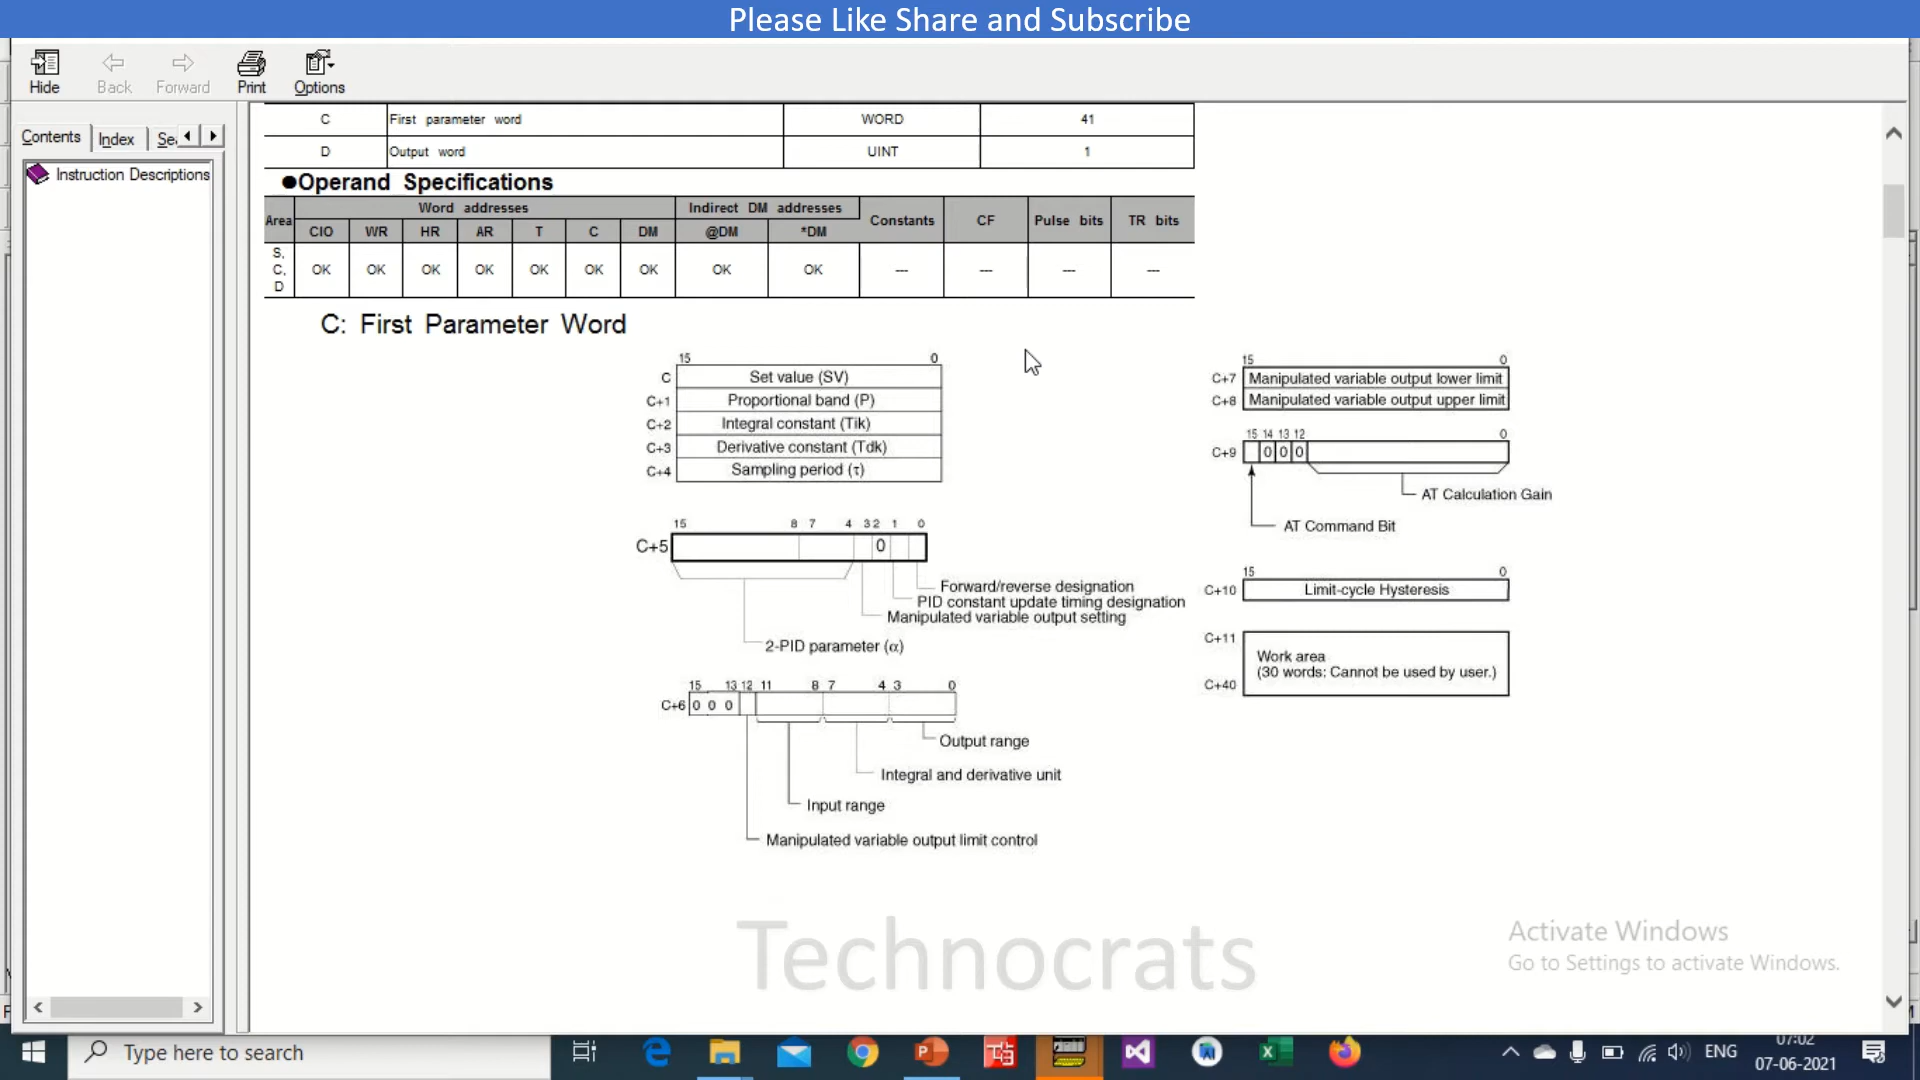 Please Like Share and Subscribe
Hide Back Forward Print Options
Contents Index
Instruction Descriptions
C First parameter word WORD 41
D Output word UINT 1
●Operand Specifications
Area Word addresses Indirect DM addresses Constants CF Pulse bits TR bits
CIO WR HR AR T C DM @DM *DM
S, C, D OK OK OK OK OK OK OK OK OK --- --- --- ---
C: First Parameter Word
15 0
C Set value (SV)
C+1 Proportional band (P)
C+2 Integral constant (Tik)
C+3 Derivative constant (Tdk)
C+4 Sampling period (τ)
15 8 7 4 3 2 1 0
C+5 0
Forward/reverse designation
PID constant update timing designation
Manipulated variable output setting
2-PID parameter (α)
15 13 12 11 8 7 4 3 0
C+6 0 0 0
Output range
Integral and derivative unit
Input range
Manipulated variable output limit control
15 0
C+7 Manipulated variable output lower limit
C+8 Manipulated variable output upper limit
15 14 13 12 0
C+9 0 0 0
AT Calculation Gain
AT Command Bit
15 0
C+10 Limit-cycle Hysteresis
C+11
Work area
(30 words: Cannot be used by user.)
C+40
Technocrats
Activate Windows
Go to Settings to activate Windows.
Type here to search
ENG
07:02
07-06-2021